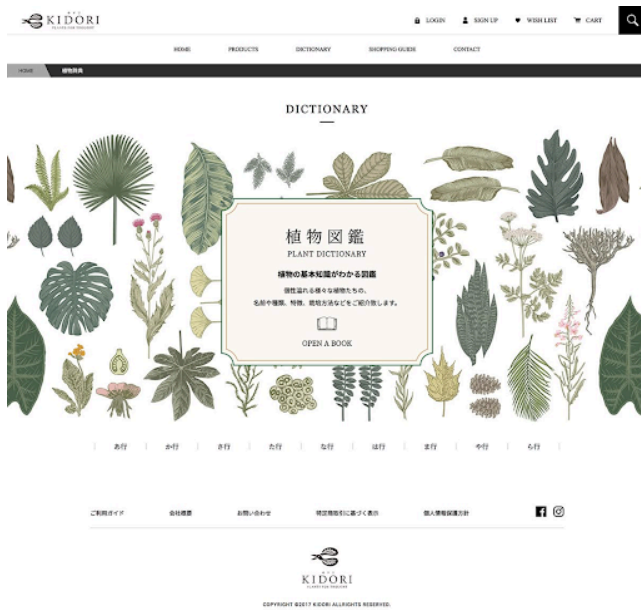 KIDORI
LOGIN
SIGN UP
WISH LIST
CART
HOME
PRODUCTS
DICTIONARY
SHOPPING GUIDE
CONTACT
HOME
植物図鑑
DICTIONARY
植物図鑑
PLANT DICTIONARY
植物の基本知識がわかる図鑑
個性溢れる様々な植物たちの、
名前や種類、特徴、栽培方法などをご紹介致します。
OPEN A BOOK
あ行
か行
さ行
た行
な行
は行
ま行
や行
ら行
ご利用ガイド
会社概要
お問い合わせ
特定商取引に基づく表示
個人情報保護方針
KIDORI
COPYRIGHT ©2017 KIDORI ALLRIGHTS RESERVED.